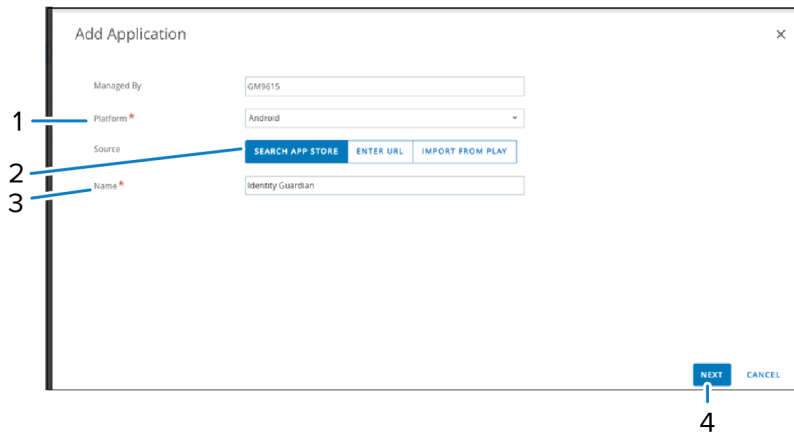 Add Application ×
Managed By GM9615
1 Platform * Android
Source SEARCH APP STORE ENTER URL IMPORT FROM PLAY
2
3 Name * Identity Guardian
NEXT CANCEL
4